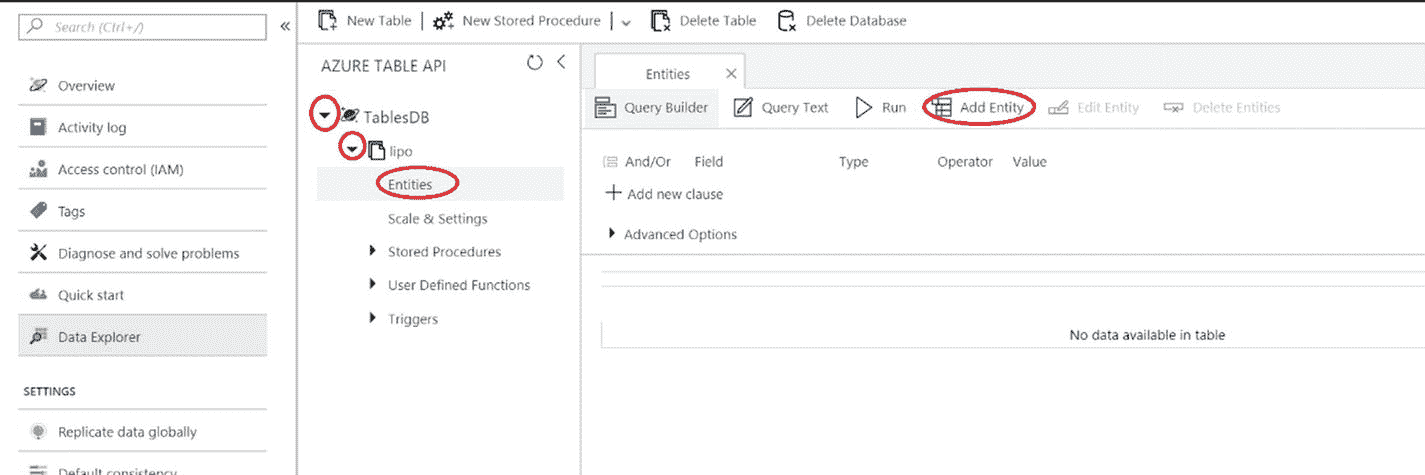 Search (Ctrl+/)
«
Overview
Activity log
Access control (IAM)
Tags
Diagnose and solve problems
Quick start
Data Explorer
SETTINGS
Replicate data globally
Default consistency
New Table | New Stored Procedure | Delete Table Delete Database
AZURE TABLE API
TablesDB
lipo
Entities
Scale & Settings
Stored Procedures
User Defined Functions
Triggers
Entities
Query Builder Query Text Run Add Entity Edit Entity Delete Entities
And/Or Field Type Operator Value
Add new clause
Advanced Options
No data available in table